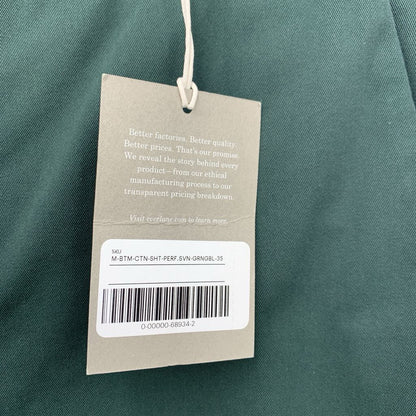 Better factories. Better quality.
Better prices. That's our promise.
We reveal the story behind every
product—from our ethical
manufacturing process to our
transparent pricing breakdown.
Visit everlane.com to learn more.
SKU
M-BTM-CTN-SHT-PERF.SVN-GRNGBL-35
0-00000-68934-2